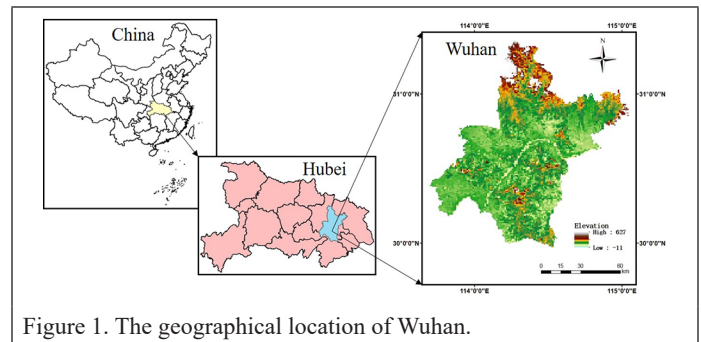 China
Hubei
Wuhan
114°0'0"E
115°0'0"E
N
31°0'0"N
31°0'0"N
30°0'0"N
30°0'0"N
Elevation
High : 627
Low : -11
0 15 30 60
km
114°0'0"E
115°0'0"E
Figure 1. The geographical location of Wuhan.